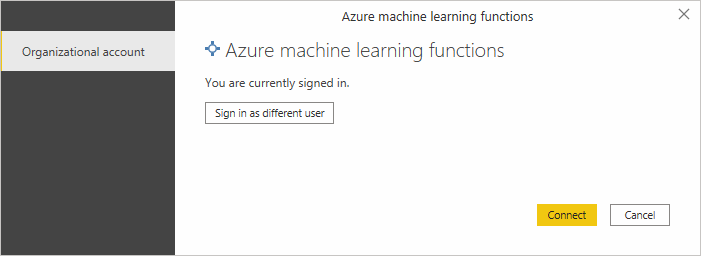 Azure machine learning functions
Organizational account
Azure machine learning functions
You are currently signed in.
Sign in as different user
Connect
Cancel